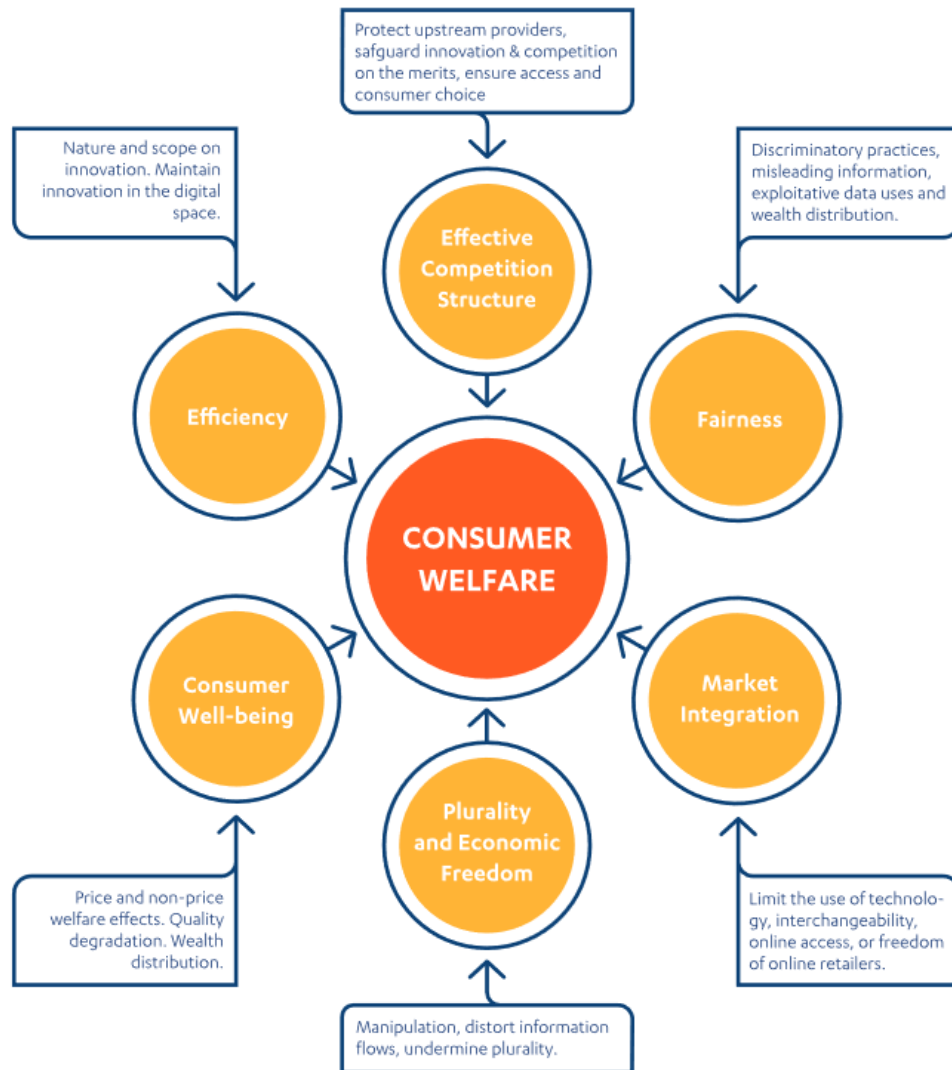 Protect upstream providers,
safguard innovation & competition
on the merits, ensure access and
consumer choice
Nature and scope on
innovation. Maintain
innovation in the digital
space.
Discriminatory practices,
misleading information,
exploitative data uses and
wealth distribution.
Effective
Competition
Structure
Efficiency
Fairness
CONSUMER
WELFARE
Consumer
Well-being
Market
Integration
Plurality
and Economic
Freedom
Price and non-price
welfare effects. Quality
degradation. Wealth
distribution.
Limit the use of technolo-
gy, interchangeability,
online access, or freedom
of online retailers.
Manipulation, distort information
flows, undermine plurality.